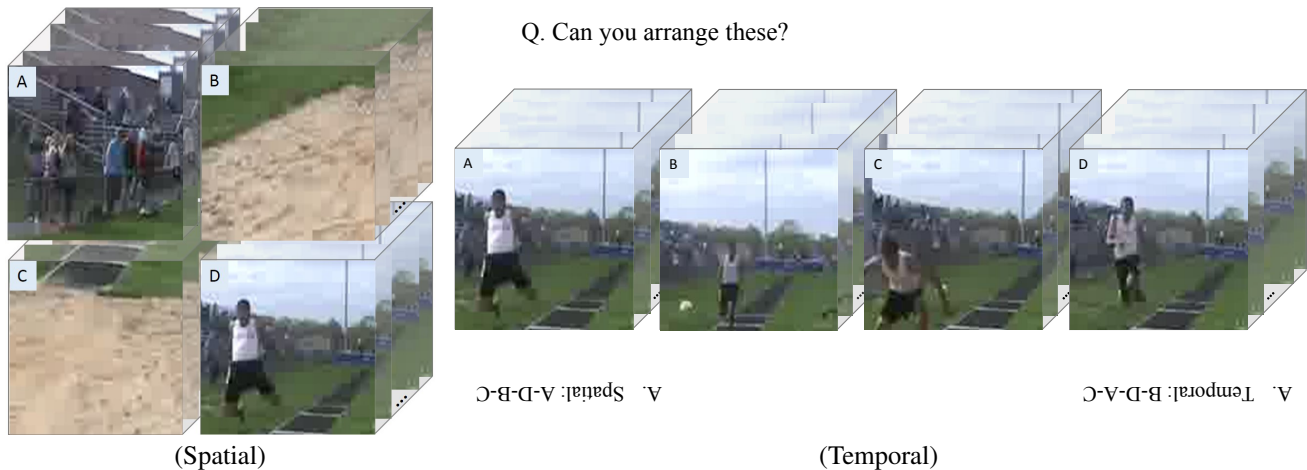 Q. Can you arrange these?
A
B
C
D
A
B
C
D
A. Spatial: A-D-B-C
A. Temporal: B-D-A-C
(Spatial)
(Temporal)